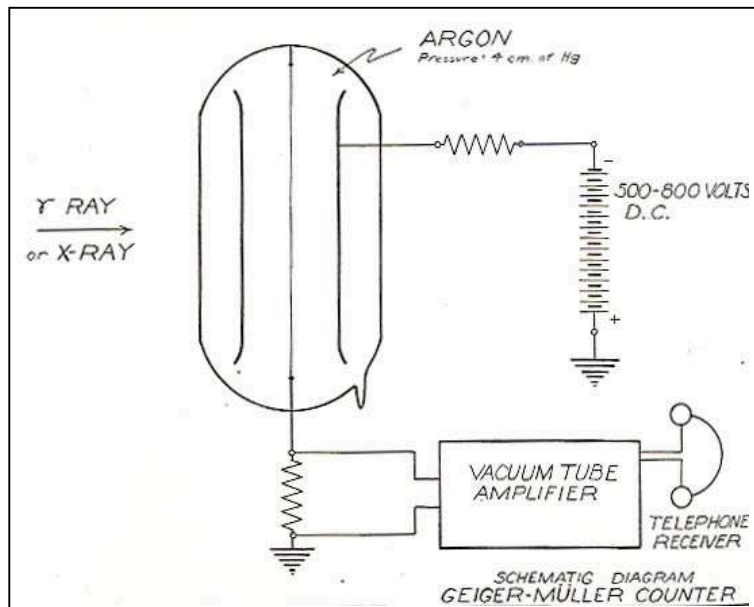 ARGON
Pressure: 4 cm. of Hg
γ RAY
or X-RAY
-
500-800 VOLTS
D.C.
+
VACUUM TUBE
AMPLIFIER
TELEPHONE
RECEIVER
SCHEMATIC DIAGRAM
GEIGER-MÜLLER COUNTER